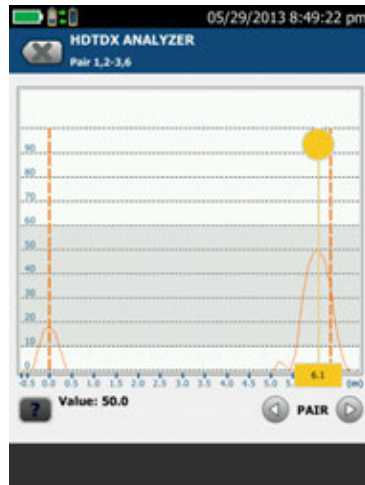 05/29/2013 8:49:22 pm
HDTDX ANALYZER
Pair 1,2-3,6
90
80
70
60
50
40
30
20
10
0
-0.5 0.0 0.5 1.0 1.5 2.0 2.5 3.0 3.5 4.0 4.5 5.0 5. 6.1 (m)
? Value: 50.0 PAIR